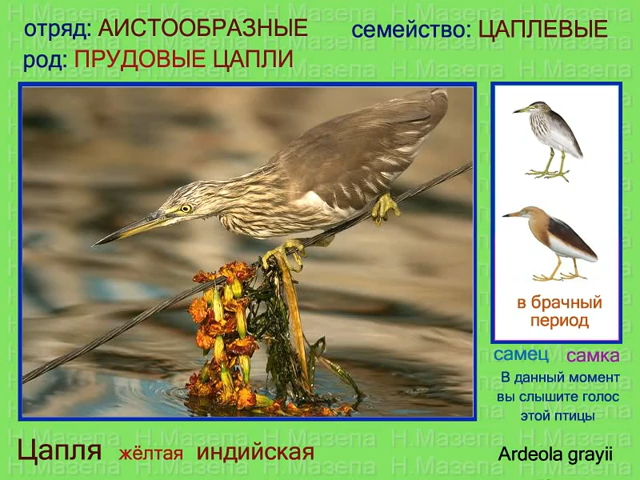 отряд: АИСТООБРАЗНЫЕ семейство: ЦАПЛЕВЫЕ
род: ПРУДОВЫЕ ЦАПЛИ
в брачный
период
самец самка
В данный момент
вы слышите голос
этой птицы
Цапля жёлтая индийская Ardeola grayii
Н.Мазепа